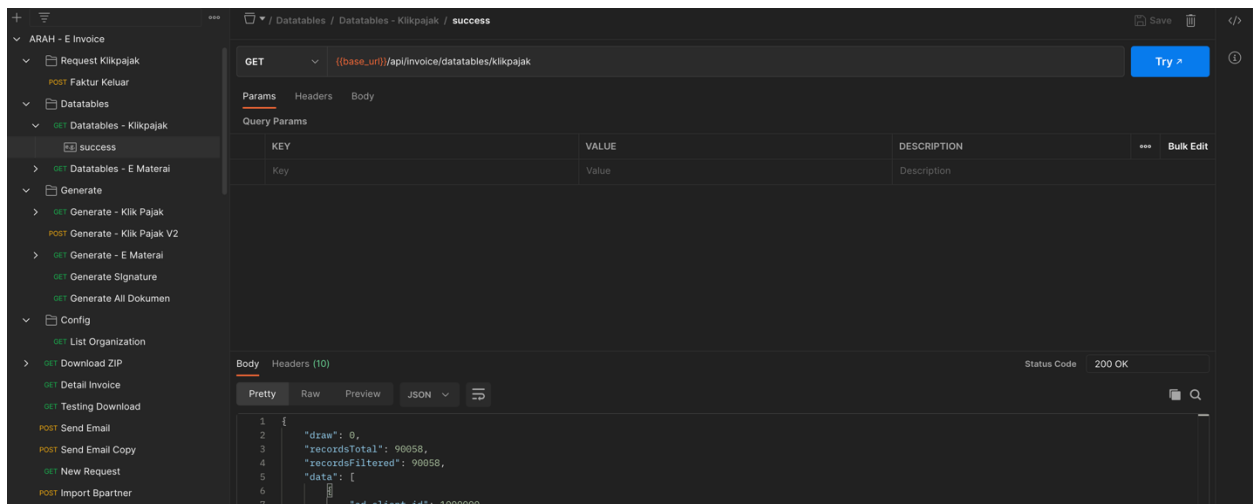 ARAH - E Invoice
Request Klikpajak
POST Faktur Keluar
Datatables
GET Datatables - Klikpajak
success
GET Datatables - E Materai
Generate
GET Generate - Klik Pajak
POST Generate - Klik Pajak V2
GET Generate - E Materai
GET Generate SIgnature
GET Generate All Dokumen
Config
GET List Organization
GET Download ZIP
GET Detail Invoice
GET Testing Download
POST Send Email
POST Send Email Copy
GET New Request
POST Import Bpartner
/ Datatables / Datatables - Klikpajak / success
Save
GET {{base_url}}/api/invoice/datatables/klikpajak
Try
Params Headers Body
Query Params
KEY VALUE DESCRIPTION Bulk Edit
Key Value Description
Body Headers (10) Status Code 200 OK
Pretty Raw Preview JSON
1 {
2 "draw": 0,
3 "recordsTotal": 90058,
4 "recordsFiltered": 90058,
5 "data": [
6 {
7 "ad_client_id": 1000000